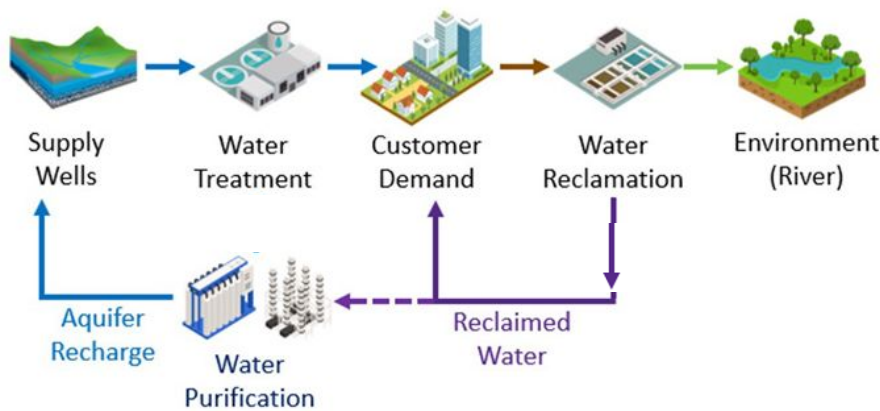 Supply
Wells
Water
Treatment
Customer
Demand
Water
Reclamation
Environment
(River)
Aquifer
Recharge
Water
Purification
Reclaimed
Water